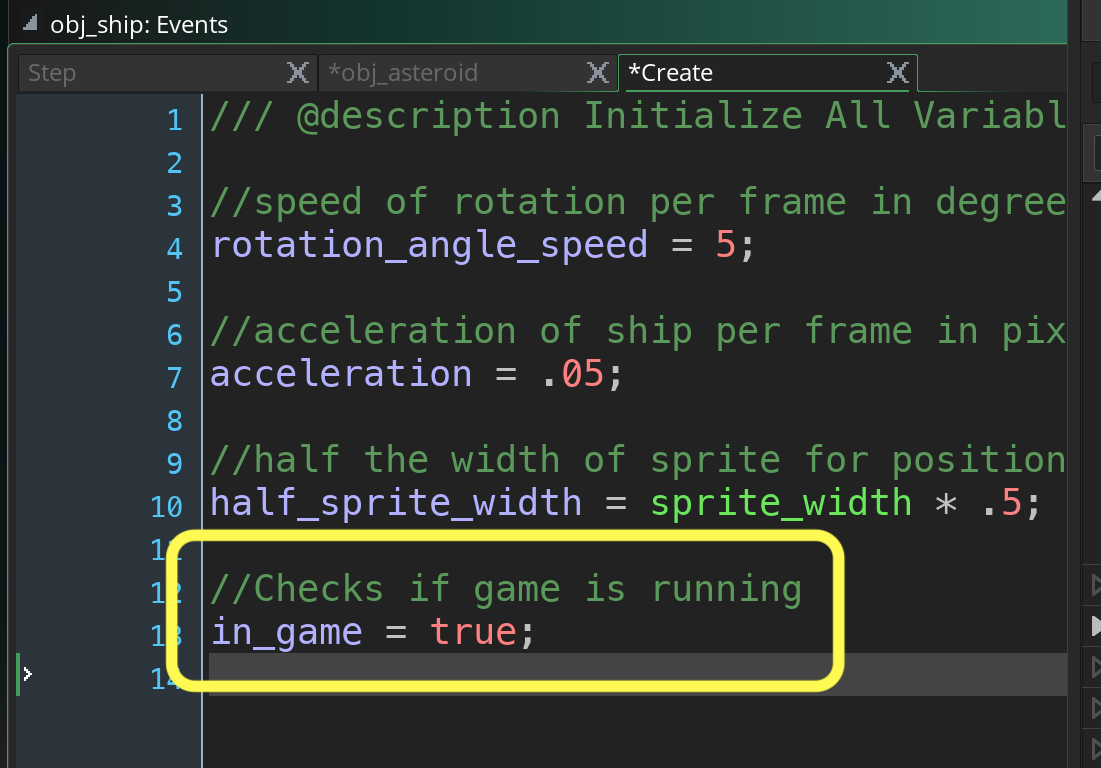 obj_ship: Events
Step *obj_asteroid *Create
1 /// @description Initialize All Variabl
2
3 //speed of rotation per frame in degree
4 rotation_angle_speed = 5;
5
6 //acceleration of ship per frame in pix
7 acceleration = .05;
8
9 //half the width of sprite for position
10 half_sprite_width = sprite_width * .5;
11
12 //Checks if game is running
13 in_game = true;
14